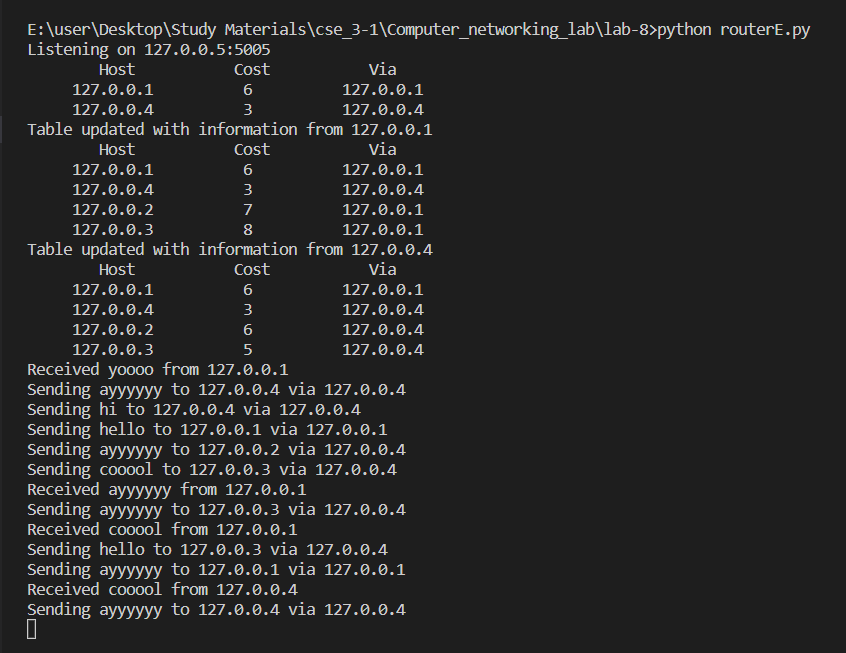 E:\user\Desktop\Study Materials\cse_3-1\Computer_networking_lab\lab-8>python routerE.py
Listening on 127.0.0.5:5005
Host Cost Via
127.0.0.1 6 127.0.0.1
127.0.0.4 3 127.0.0.4
Table updated with information from 127.0.0.1
Host Cost Via
127.0.0.1 6 127.0.0.1
127.0.0.4 3 127.0.0.4
127.0.0.2 7 127.0.0.1
127.0.0.3 8 127.0.0.1
Table updated with information from 127.0.0.4
Host Cost Via
127.0.0.1 6 127.0.0.1
127.0.0.4 3 127.0.0.4
127.0.0.2 6 127.0.0.4
127.0.0.3 5 127.0.0.4
Received yoooo from 127.0.0.1
Sending ayyyyyy to 127.0.0.4 via 127.0.0.4
Sending hi to 127.0.0.4 via 127.0.0.4
Sending hello to 127.0.0.1 via 127.0.0.1
Sending ayyyyyy to 127.0.0.2 via 127.0.0.4
Sending cooool to 127.0.0.3 via 127.0.0.4
Received ayyyyyy from 127.0.0.1
Sending ayyyyyy to 127.0.0.3 via 127.0.0.4
Received cooool from 127.0.0.1
Sending hello to 127.0.0.3 via 127.0.0.4
Sending ayyyyyy to 127.0.0.1 via 127.0.0.1
Received cooool from 127.0.0.4
Sending ayyyyyy to 127.0.0.4 via 127.0.0.4